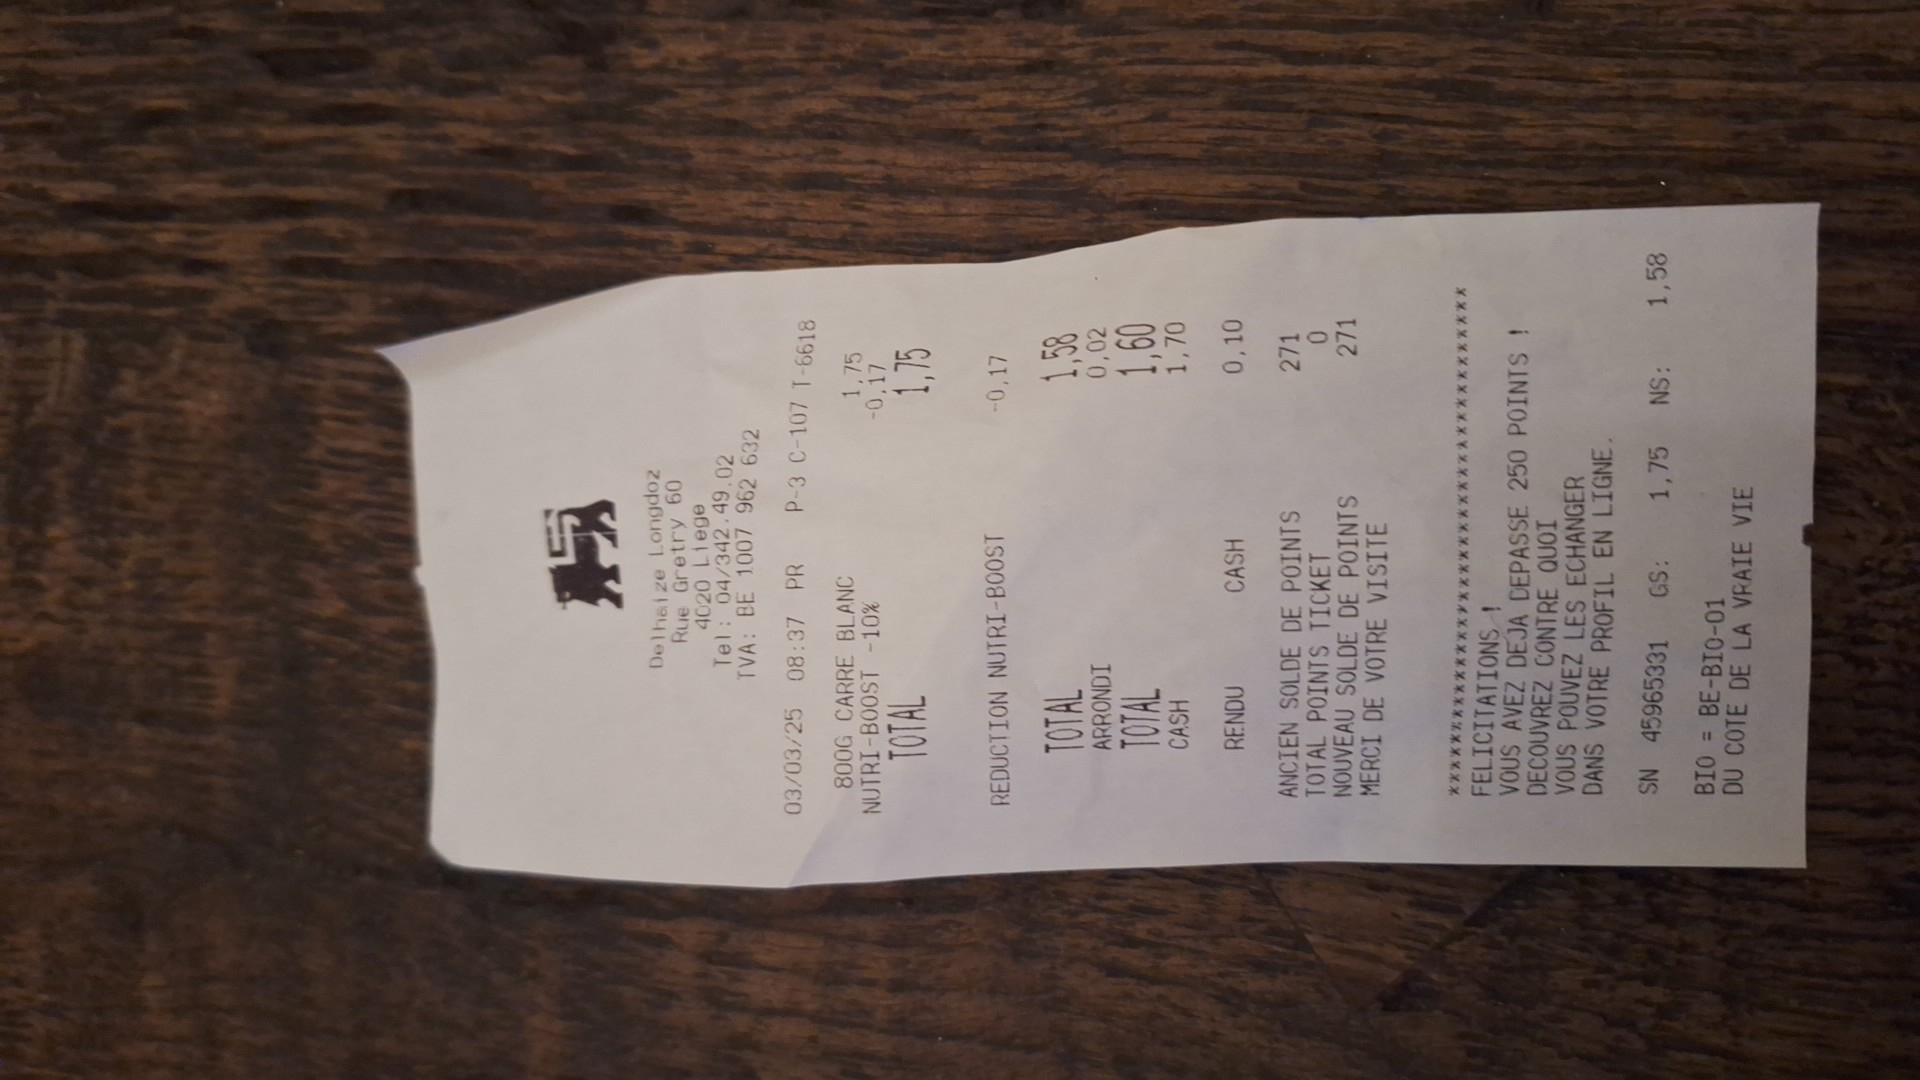 Delhaize Longdoz
Rue Gretry 60
4020 Liege
Tel: 04/342.49.02
TVA: BE 1007 962 632
03/03/25 08:37 PR P-3 C-107 T-6618
800G CARRE BLANC 1,75
NUTRI-BOOST -10% -0,17
TOTAL 1,75
REDUCTION NUTRI-BOOST -0,17
TOTAL 1,58
ARRONDI 0,02
TOTAL 1,60
CASH 1,70
RENDU CASH 0,10
ANCIEN SOLDE DE POINTS 271
TOTAL POINTS TICKET 0
NOUVEAU SOLDE DE POINTS 271
MERCI DE VOTRE VISITE
******************************************
FELICITATIONS !
VOUS AVEZ DEJA DEPASSE 250 POINTS !
DECOUVREZ CONTRE QUOI
VOUS POUVEZ LES ECHANGER
DANS VOTRE PROFIL EN LIGNE.
SN 45965331 GS: 1,75 NS: 1,58
BIO = BE-BIO-01
DU COTE DE LA VRAIE VIE